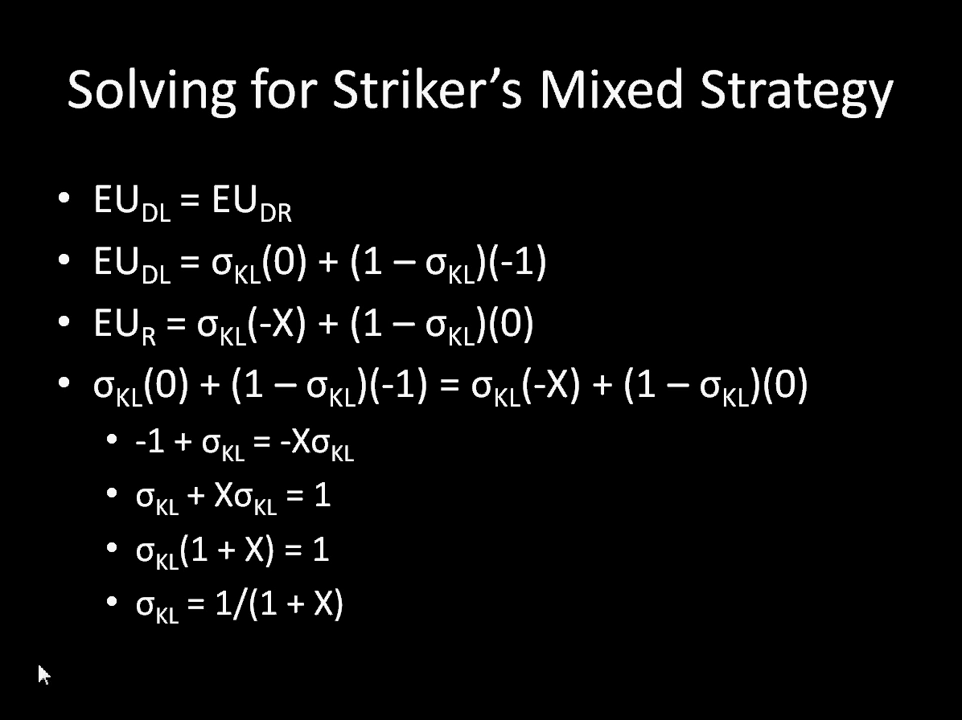 Solving for Striker’s Mixed Strategy
• EU_DL = EU_DR
• EU_DL = σ_KL(0) + (1 – σ_KL)(-1)
• EU_R = σ_KL(-X) + (1 – σ_KL)(0)
• σ_KL(0) + (1 – σ_KL)(-1) = σ_KL(-X) + (1 – σ_KL)(0)
• -1 + σ_KL = -Xσ_KL
• σ_KL + Xσ_KL = 1
• σ_KL(1 + X) = 1
• σ_KL = 1/(1 + X)